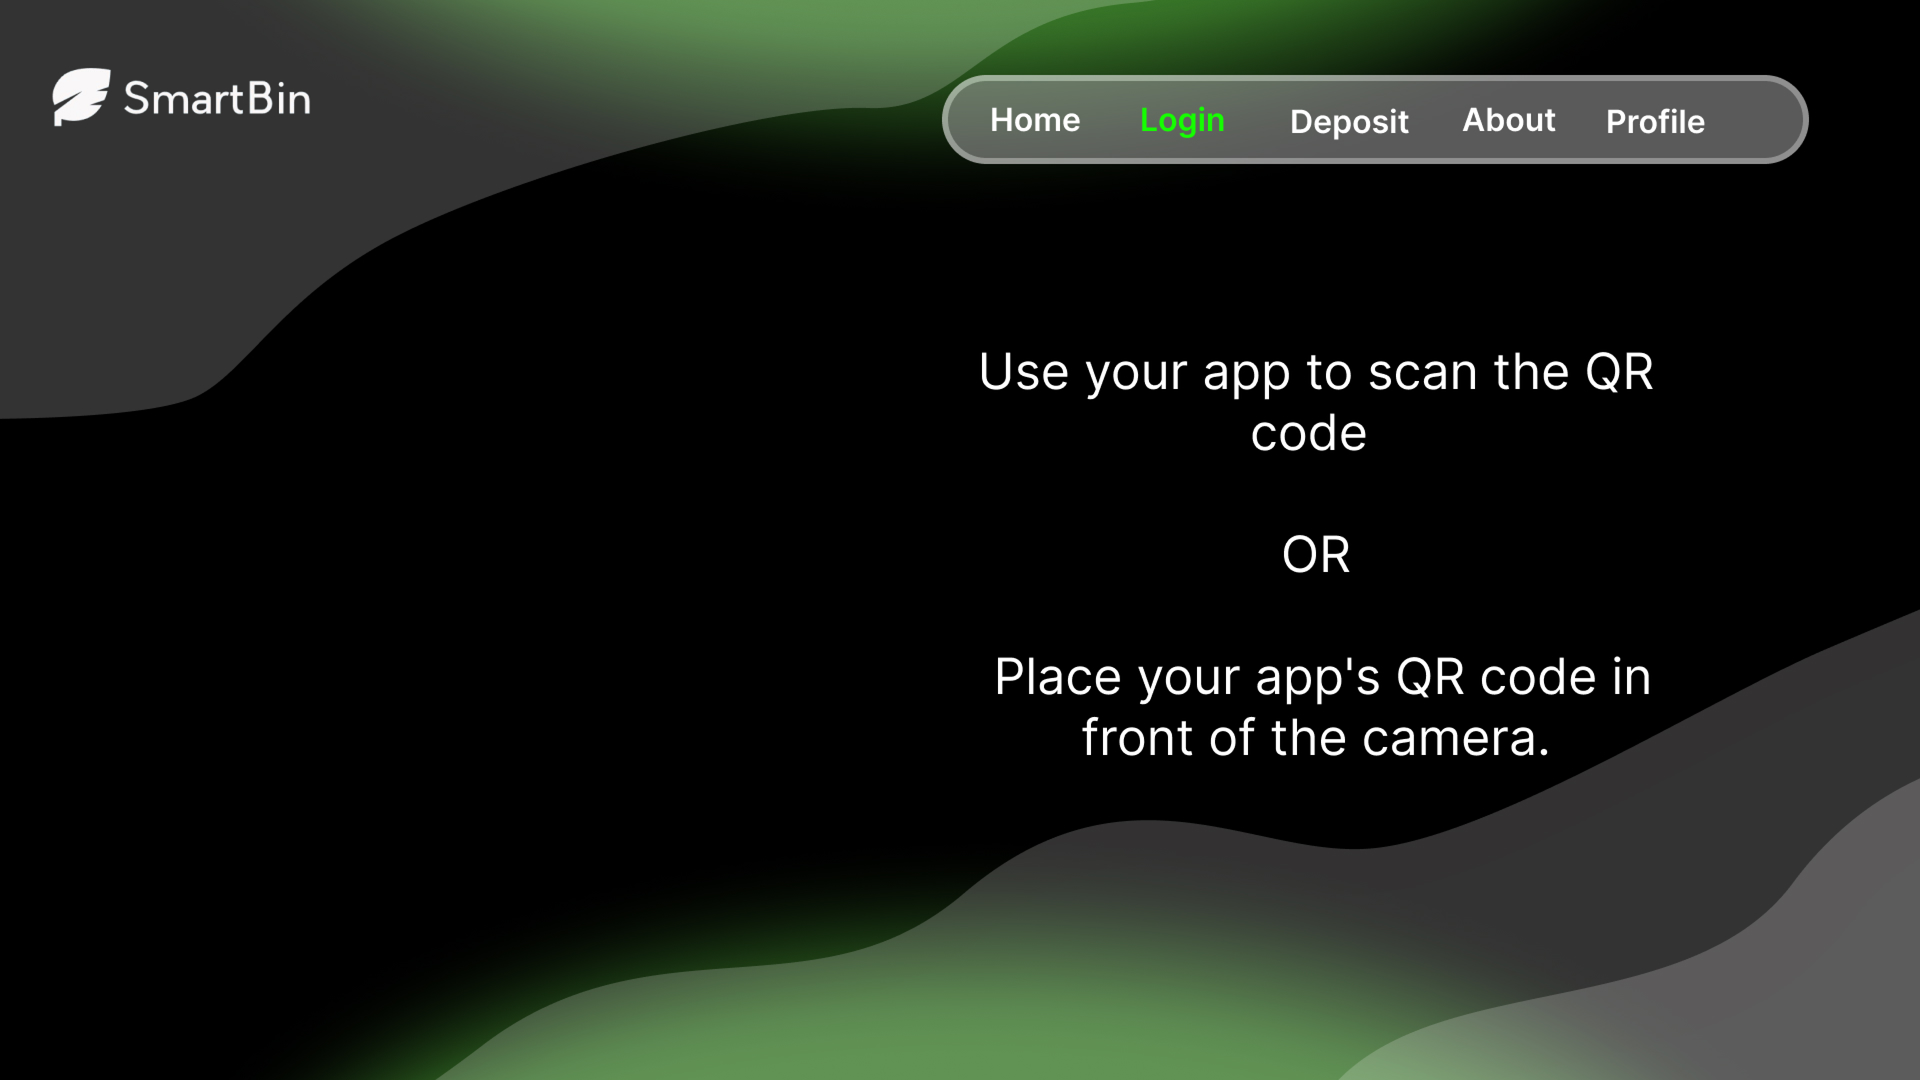 SmartBin
Home Login Deposit About Profile
Use your app to scan the QR
code
OR
Place your app's QR code in
front of the camera.